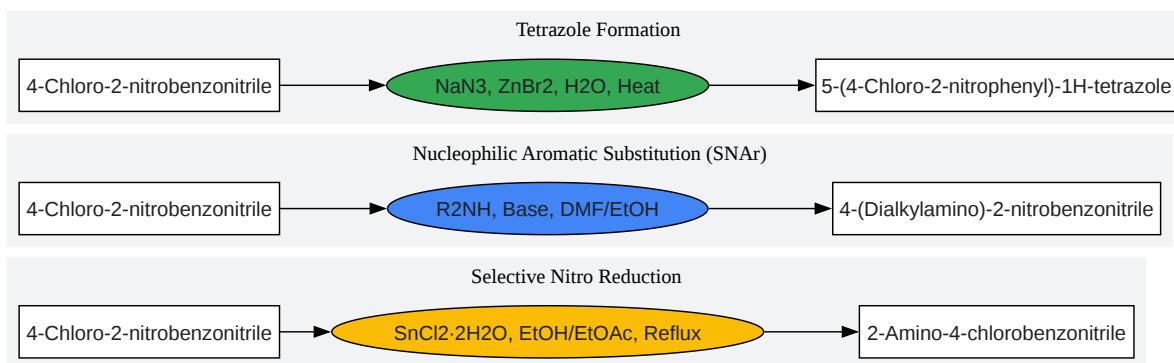 Tetrazole Formation
4-Chloro-2-nitrobenzonitrile
NaN3, ZnBr2, H2O, Heat
5-(4-Chloro-2-nitrophenyl)-1H-tetrazole
Nucleophilic Aromatic Substitution (SNAr)
4-Chloro-2-nitrobenzonitrile
R2NH, Base, DMF/EtOH
4-(Dialkylamino)-2-nitrobenzonitrile
Selective Nitro Reduction
4-Chloro-2-nitrobenzonitrile
SnCl2·2H2O, EtOH/EtOAc, Reflux
2-Amino-4-chlorobenzonitrile